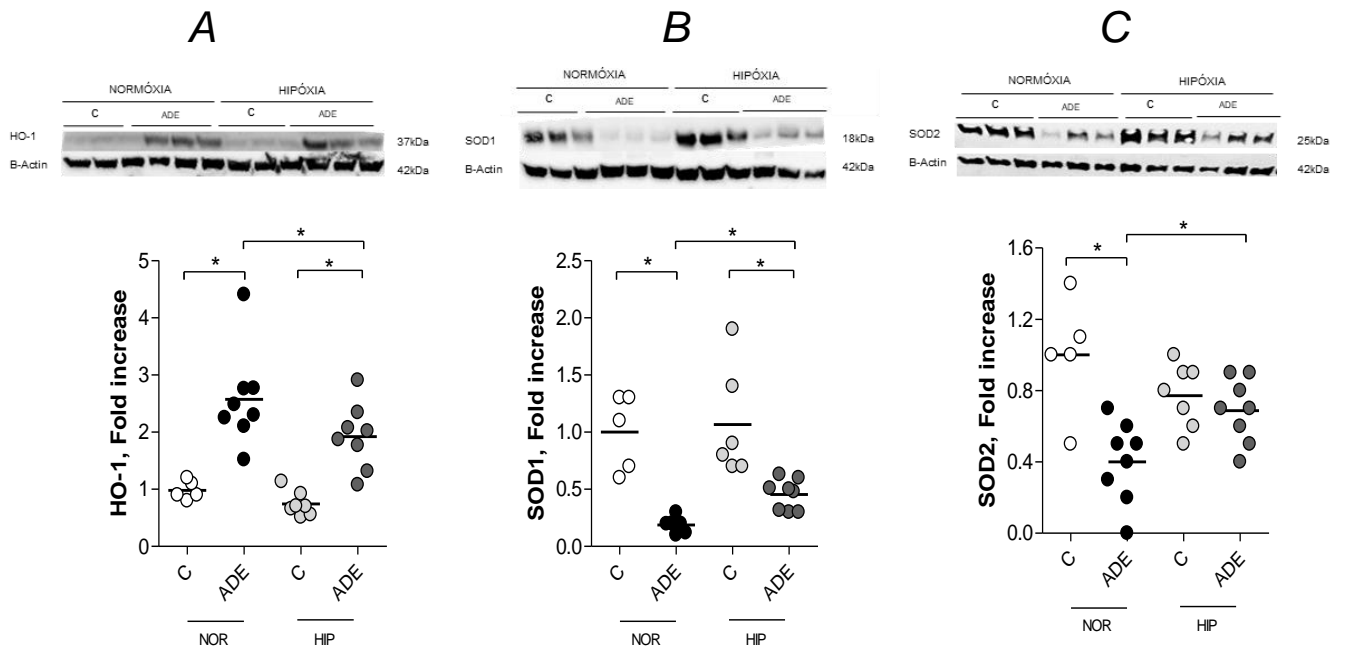 A
NORMÓXIA HIPÓXIA
C ADE C ADE
HO-1 37kDa
B-Actin 42kDa
HO-1, Fold increase
5
4
3
2
1
0
* * *
C ADE C ADE
NOR HIP
B
NORMÓXIA HIPÓXIA
C ADE C ADE
SOD1 18kDa
B-Actin 42kDa
SOD1, Fold increase
2.5
2.0
1.5
1.0
0.5
0.0
* * *
C ADE C ADE
NOR HIP
C
NORMÓXIA HIPÓXIA
C ADE C ADE
SOD2 25kDa
B-Actin 42kDa
SOD2, Fold increase
1.6
1.2
0.8
0.4
0.0
* *
C ADE C ADE
NOR HIP